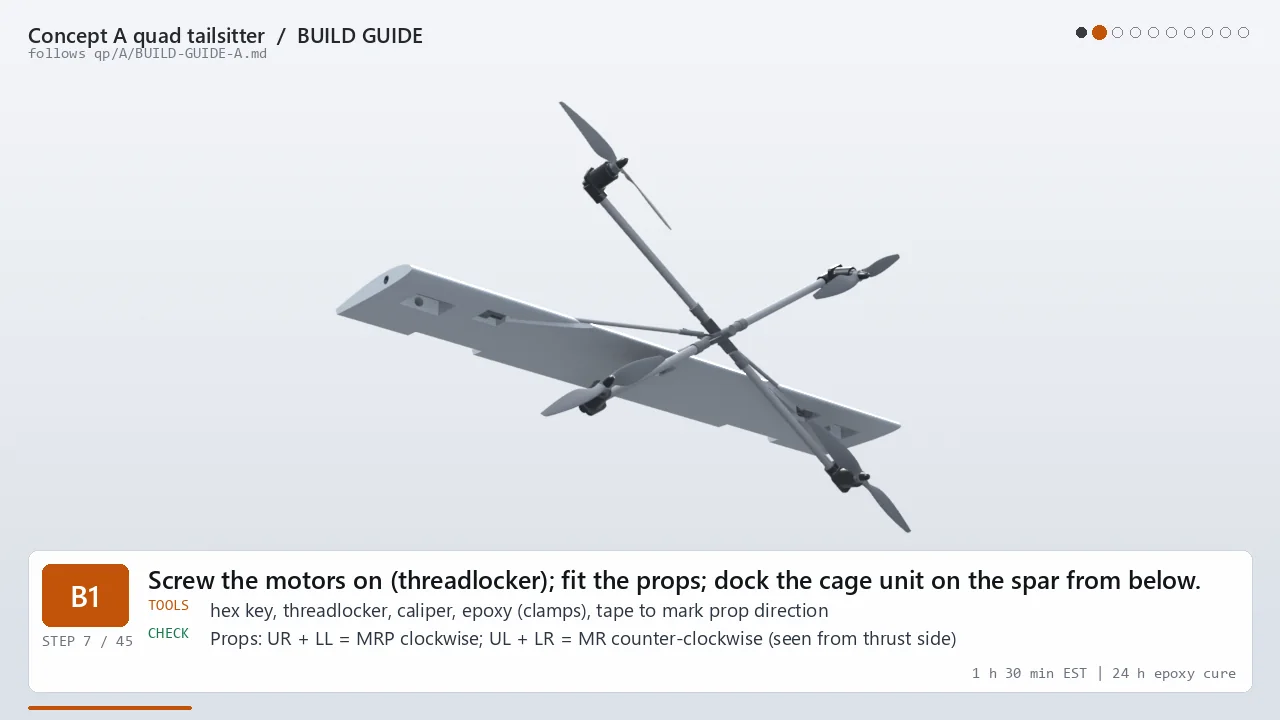 Concept A quad tailsitter / BUILD GUIDE
follows qp/A/BUILD-GUIDE-A.md
B1
STEP 7 / 45
Screw the motors on (threadlocker); fit the props; dock the cage unit on the spar from below.
TOOLS hex key, threadlocker, caliper, epoxy (clamps), tape to mark prop direction
CHECK Props: UR + LL = MRP clockwise; UL + LR = MR counter-clockwise (seen from thrust side)
1 h 30 min EST | 24 h epoxy cure